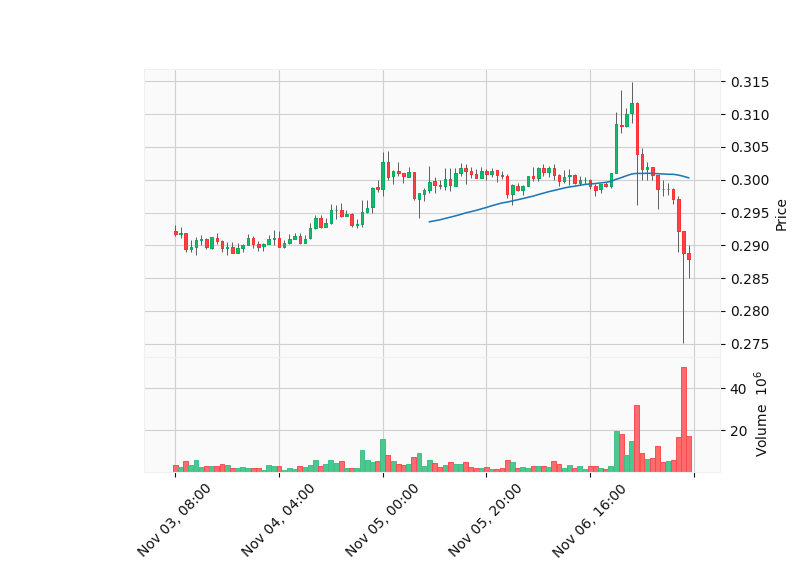 0.315
0.310
0.305
0.300
0.295
0.290
0.285
0.280
0.275
Price
40
20
Volume 10⁶
Nov 03, 08:00
Nov 04, 04:00
Nov 05, 00:00
Nov 05, 20:00
Nov 06, 16:00